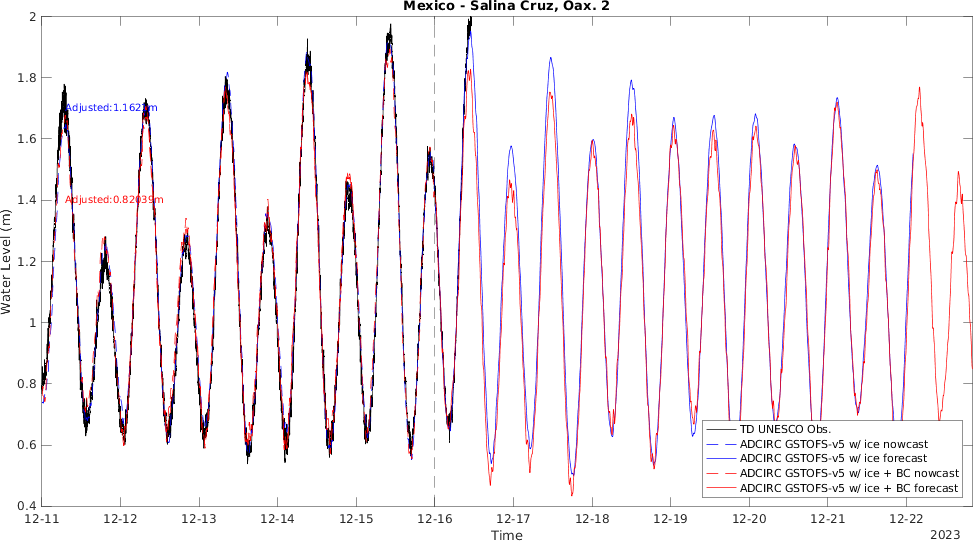 Mexico - Salina Cruz, Oax. 2
2
1.8
1.6
1.4
1.2
1
0.8
0.6
0.4
Water Level (m)
Adjusted:0.82039m
TD UNESCO Obs.
ADCIRC GSTOFS-v5 w/ ice nowcast
ADCIRC GSTOFS-v5 w/ ice forecast
ADCIRC GSTOFS-v5 w/ ice + BC nowcast
ADCIRC GSTOFS-v5 w/ ice + BC forecast
12-11 12-12 12-13 12-14 12-15 12-16 12-17 12-18 12-19 12-20 12-21 12-22
Time
2023